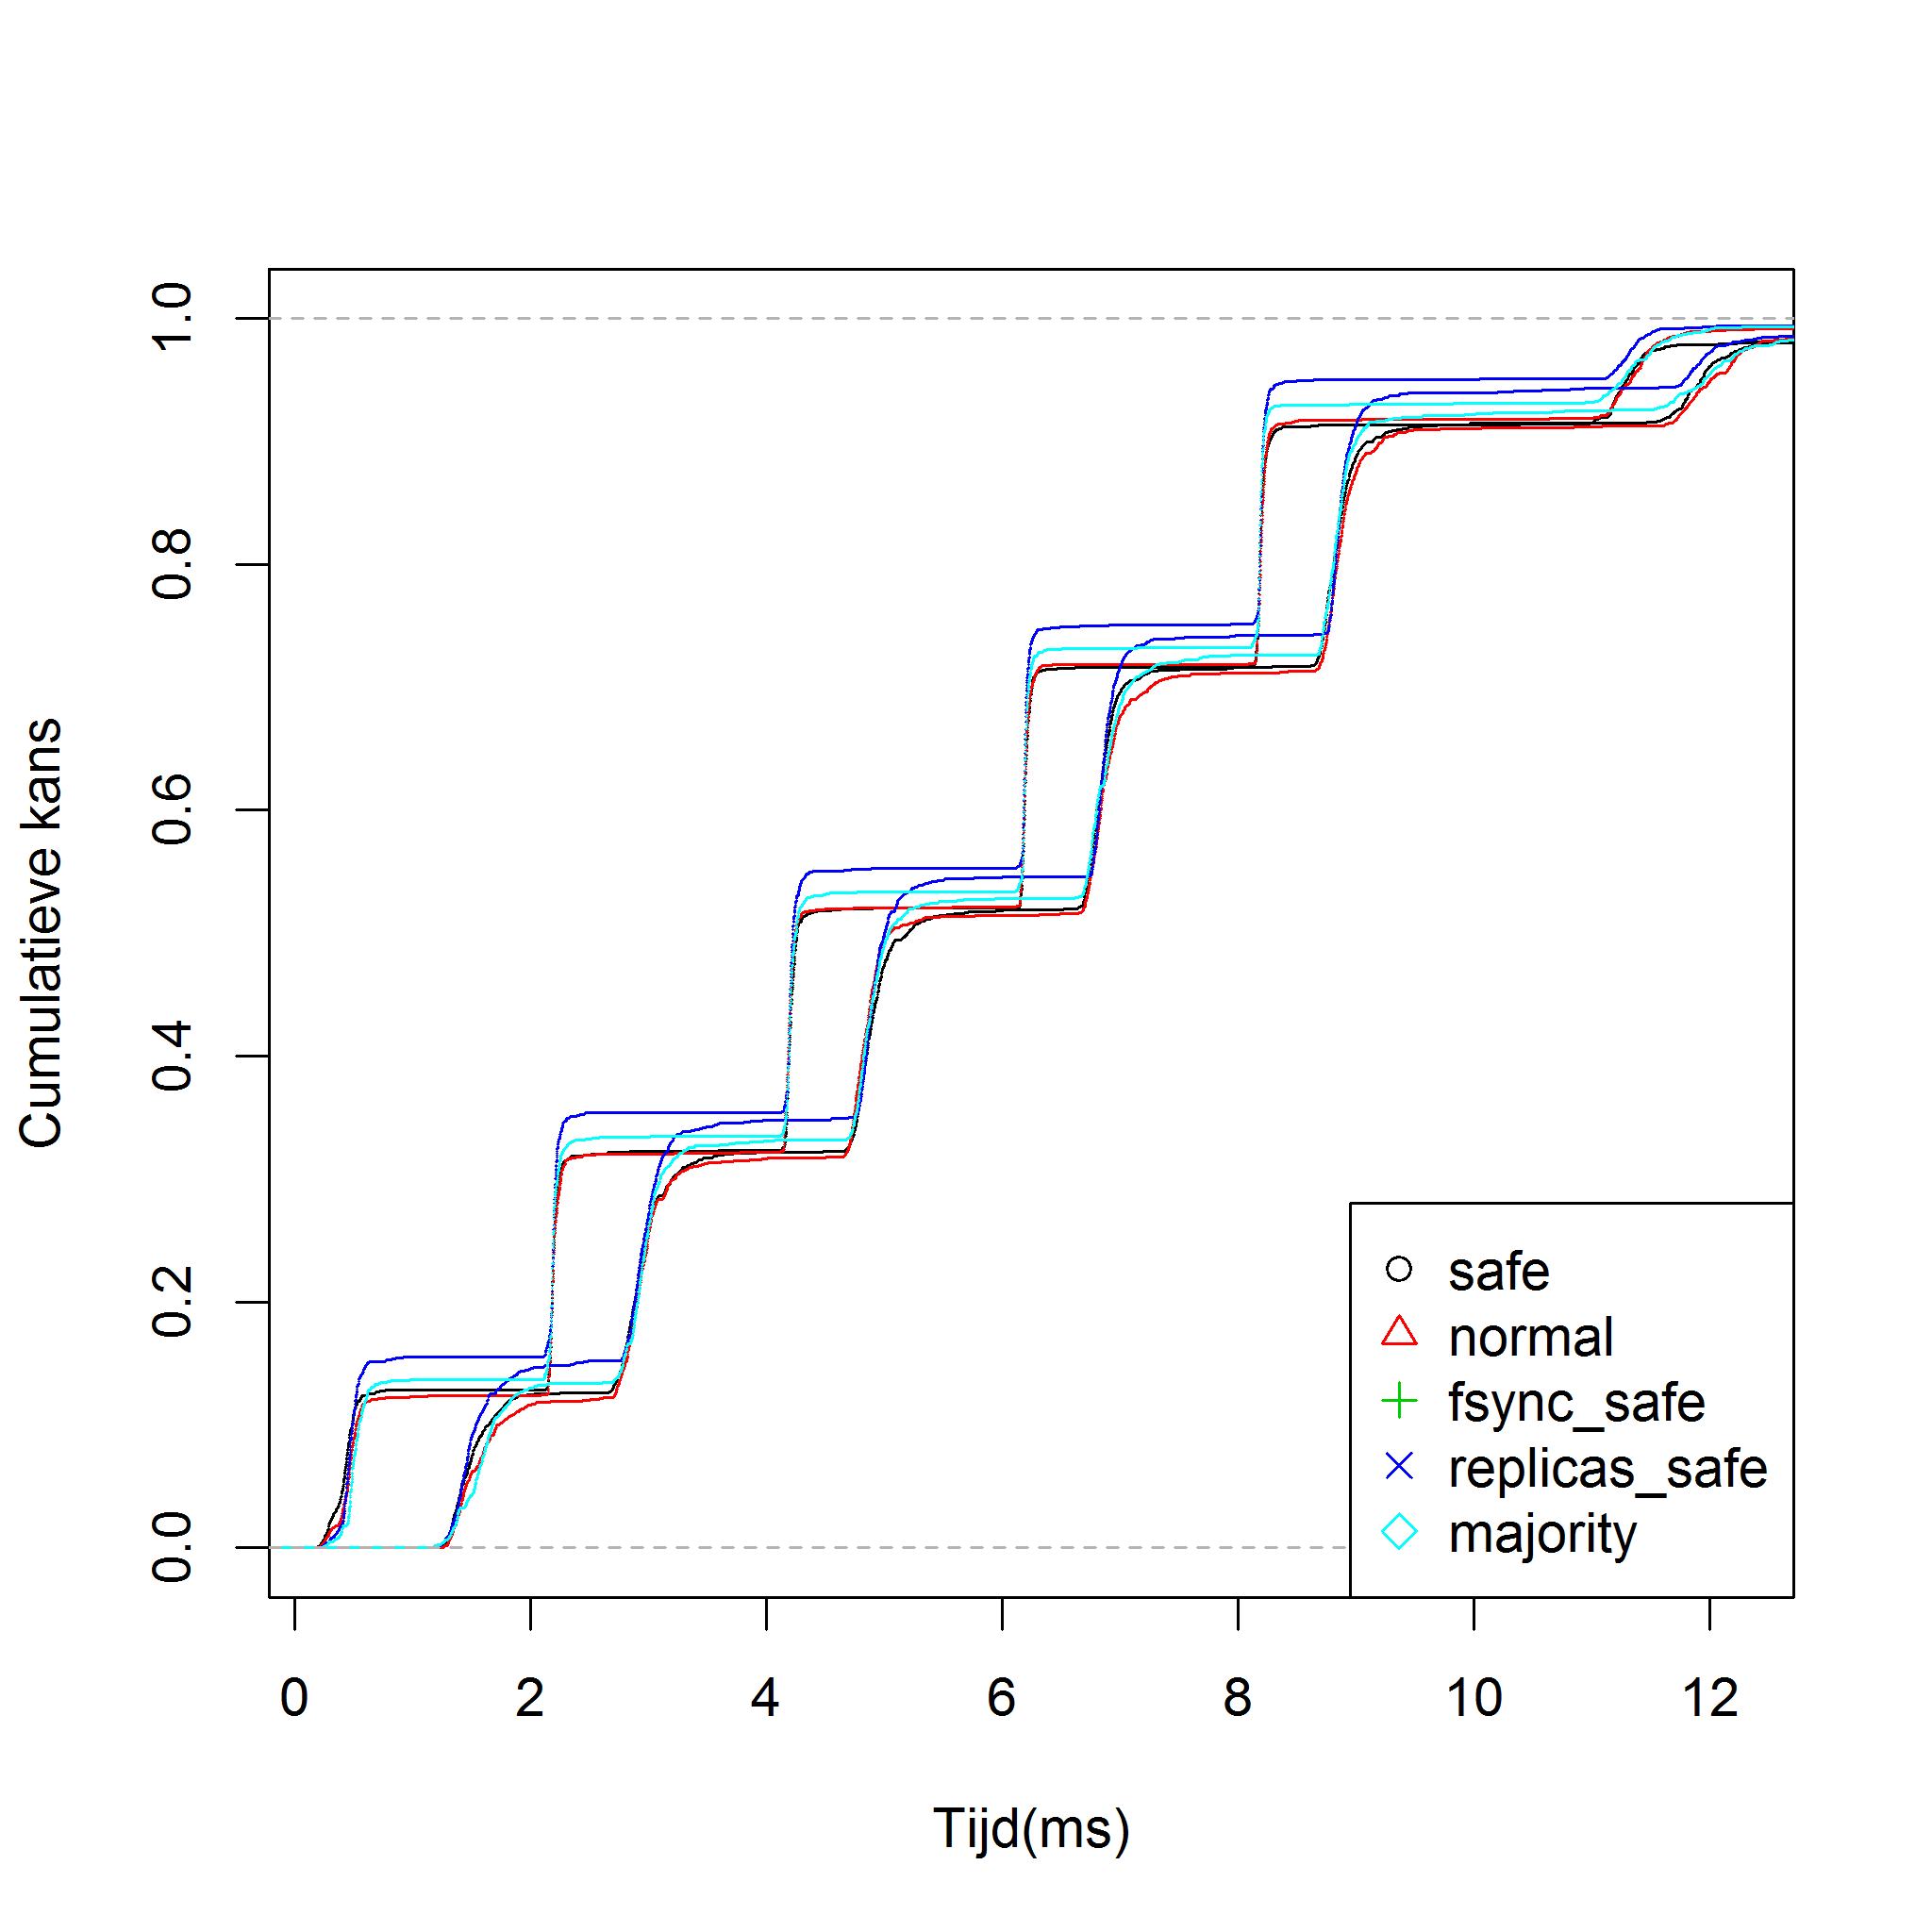 Cumulatieve kans
1.0
0.8
0.6
0.4
0.2
0.0
safe
normal
fsync_safe
replicas_safe
majority
0 2 4 6 8 10 12
Tijd(ms)